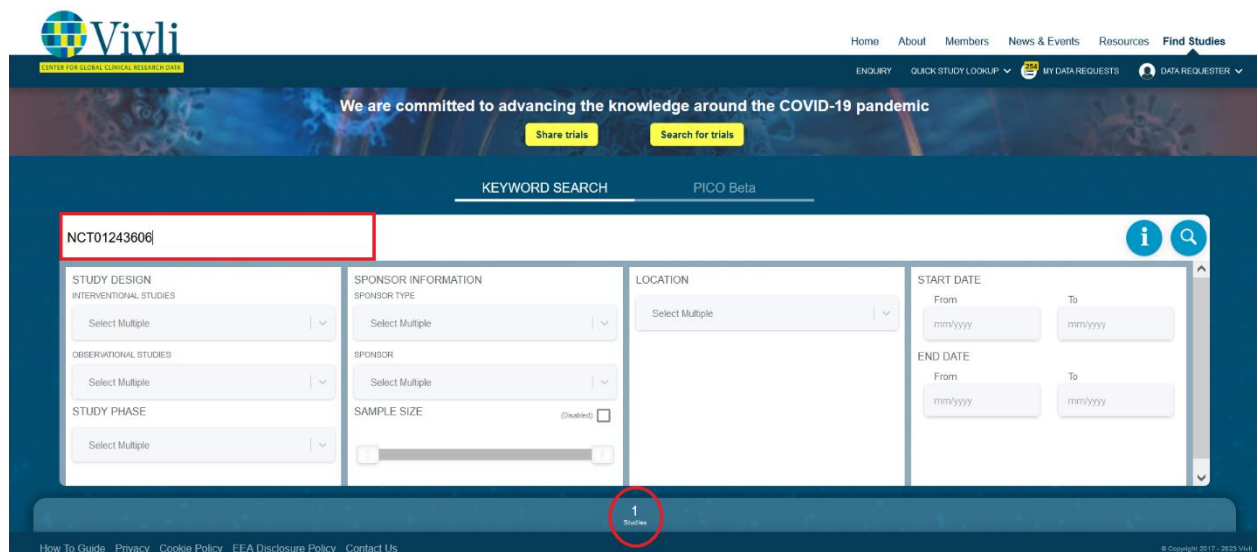 Vivli
CENTER FOR GLOBAL CLINICAL RESEARCH DATA
Home About Members News & Events Resources Find Studies
ENQUIRY QUICK STUDY LOOKUP 254 MY DATA REQUESTS DATA REQUESTER
We are committed to advancing the knowledge around the COVID-19 pandemic
Share trials Search for trials
KEYWORD SEARCH PICO Beta
NCT01243606
i
STUDY DESIGN
INTERVENTIONAL STUDIES
Select Multiple
OBSERVATIONAL STUDIES
Select Multiple
STUDY PHASE
Select Multiple
SPONSOR INFORMATION
SPONSOR TYPE
Select Multiple
SPONSOR
Select Multiple
SAMPLE SIZE (Disabled)
LOCATION
Select Multiple
START DATE
From To
mm/yyyy mm/yyyy
END DATE
From To
mm/yyyy mm/yyyy
1
Studies
How To Guide Privacy Cookie Policy EEA Disclosure Policy Contact Us © Copyright 2017 - 2023 Vivli